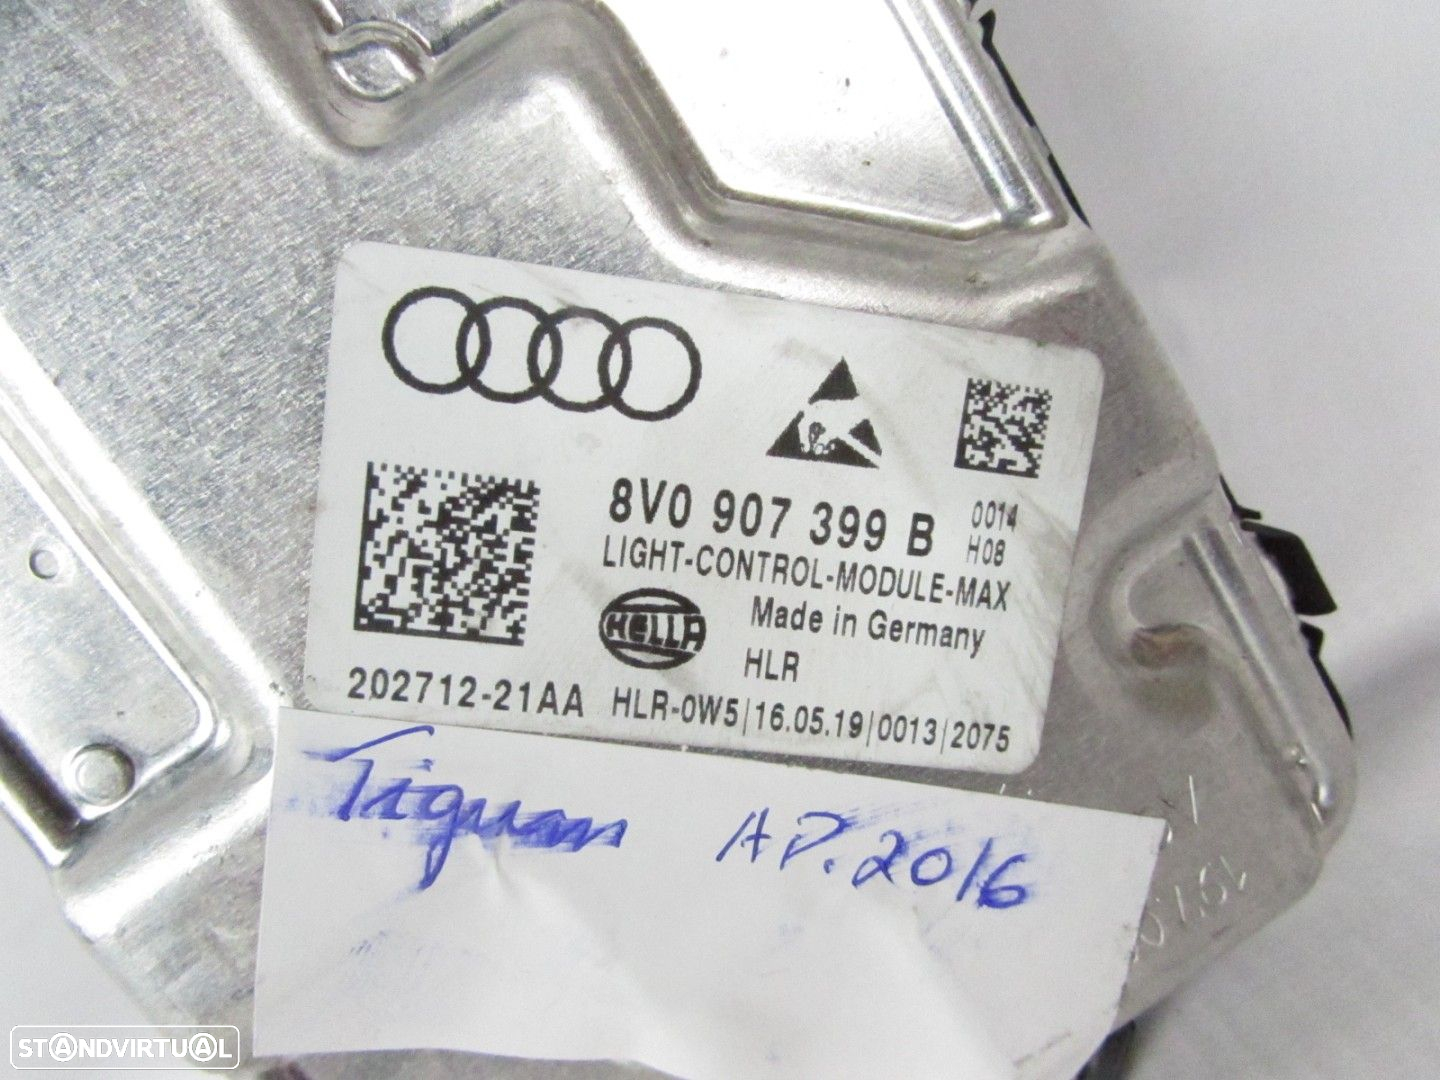 8V0 907 399 B
0014
H08
LIGHT-CONTROL-MODULE-MAX
Made in Germany
HELLA
HLR
202712-21AA
HLR-0W5|16.05.19|0013|2075
Tiguan AP.2016
STANDVIRTUAL